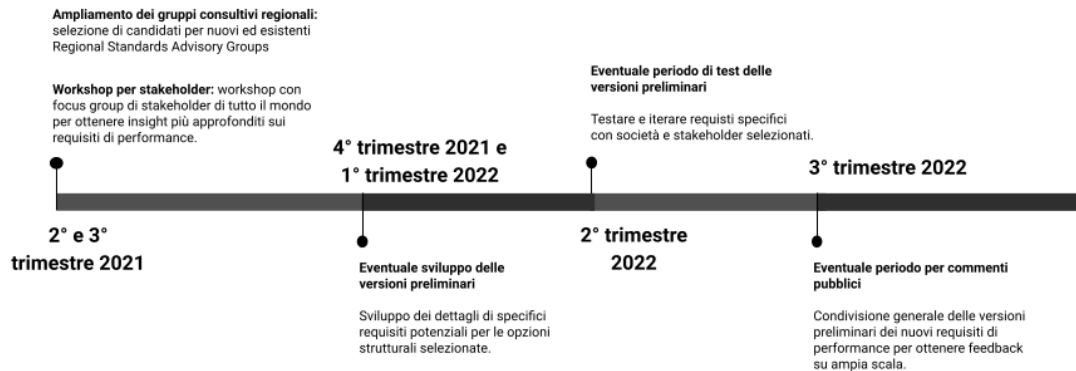 Ampliamento dei gruppi consultivi regionali:
selezione di candidati per nuovi ed esistenti
Regional Standards Advisory Groups
Workshop per stakeholder: workshop con
focus group di stakeholder di tutto il mondo
per ottenere insight più approfonditi sui
requisiti di performance.
2° e 3°
trimestre 2021
4° trimestre 2021 e
1° trimestre 2022
Eventuale sviluppo delle
versioni preliminari
Sviluppo dei dettagli di specifici
requisiti potenziali per le opzioni
strutturali selezionate.
Eventuale periodo di test delle
versioni preliminari
Testare e iterare requisti specifici
con società e stakeholder selezionati.
2° trimestre
2022
3° trimestre 2022
Eventuale periodo per commenti
pubblici
Condivisione generale delle versioni
preliminari dei nuovi requisiti di
performance per ottenere feedback
su ampia scala.